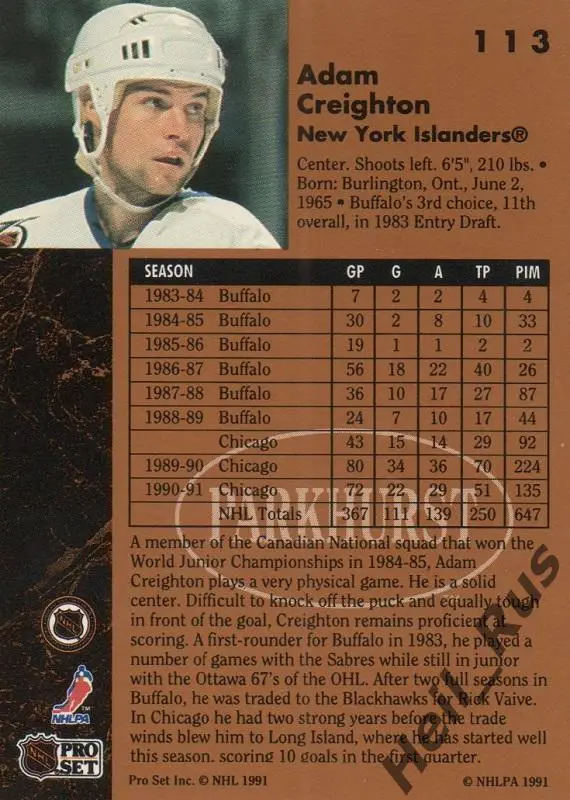 113
Adam
Creighton
New York Islanders®
Center. Shoots left. 6'5", 210 lbs. •
Born: Burlington, Ont., June 2,
1965 • Buffalo's 3rd choice, 11th
overall, in 1983 Entry Draft.
SEASON GP G A TP PIM
1983-84 Buffalo 7 2 2 4 4
1984-85 Buffalo 30 2 8 10 33
1985-86 Buffalo 19 1 1 2 2
1986-87 Buffalo 56 18 22 40 26
1987-88 Buffalo 36 10 17 27 87
1988-89 Buffalo 24 7 10 17 44
Chicago 43 15 14 29 92
1989-90 Chicago 80 34 36 70 224
1990-91 Chicago 72 22 29 51 135
NHL Totals 367 111 139 250 647
PARKHURST
A member of the Canadian National squad that won the
World Junior Championships in 1984-85, Adam
Creighton plays a very physical game. He is a solid
center. Difficult to knock off the puck and equally tough
in front of the goal, Creighton remains proficient at
scoring. A first-rounder for Buffalo in 1983, he played a
number of games with the Sabres while still in junior
with the Ottawa 67's of the OHL. After two full seasons in
Buffalo, he was traded to the Blackhawks for Rick Vaive.
In Chicago he had two strong years before the trade
winds blew him to Long Island, where he has started well
this season, scoring 10 goals in the first quarter.
Pro Set Inc. © NHL 1991 © NHLPA 1991
NHL
NHLPA
TM
NHL
PRO
SET
Heil_Rus